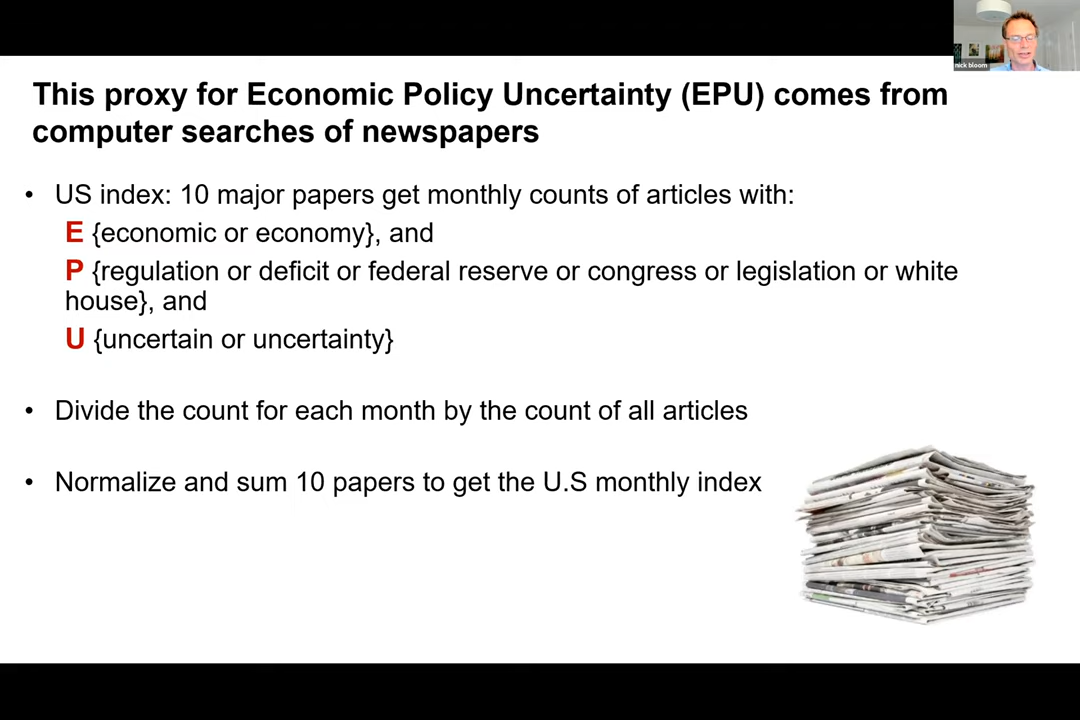 nick bloom
This proxy for Economic Policy Uncertainty (EPU) comes from
computer searches of newspapers
• US index: 10 major papers get monthly counts of articles with:
E {economic or economy}, and
P {regulation or deficit or federal reserve or congress or legislation or white
house}, and
U {uncertain or uncertainty}
• Divide the count for each month by the count of all articles
• Normalize and sum 10 papers to get the U.S monthly index